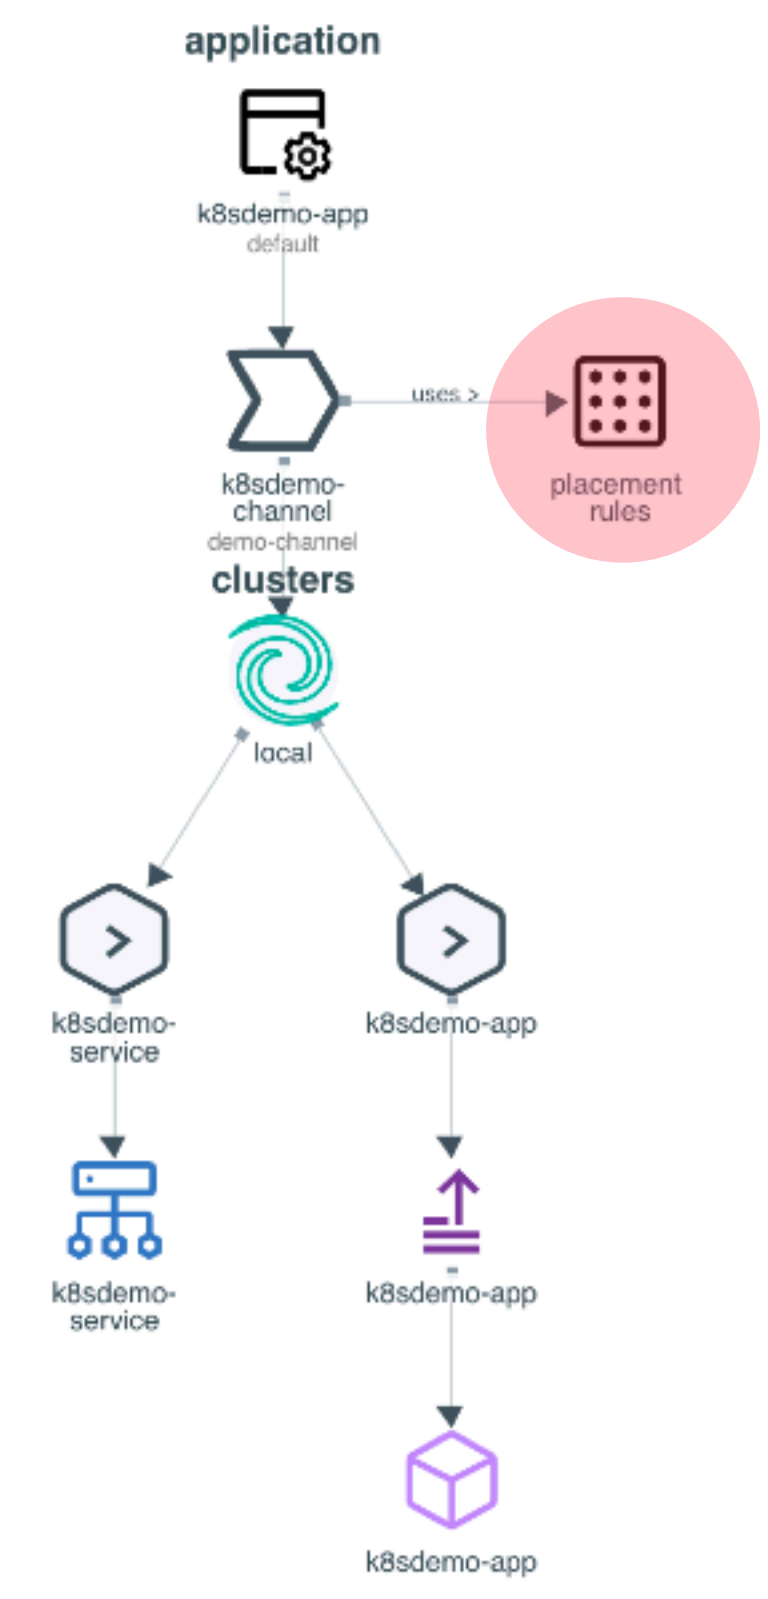 application
k8sdemo-app
default
uses >
k8sdemo-
channel
demo-channel
placement
rules
clusters
local
k8sdemo-
service
k8sdemo-app
k8sdemo-
service
k8sdemo-app
k8sdemo-app